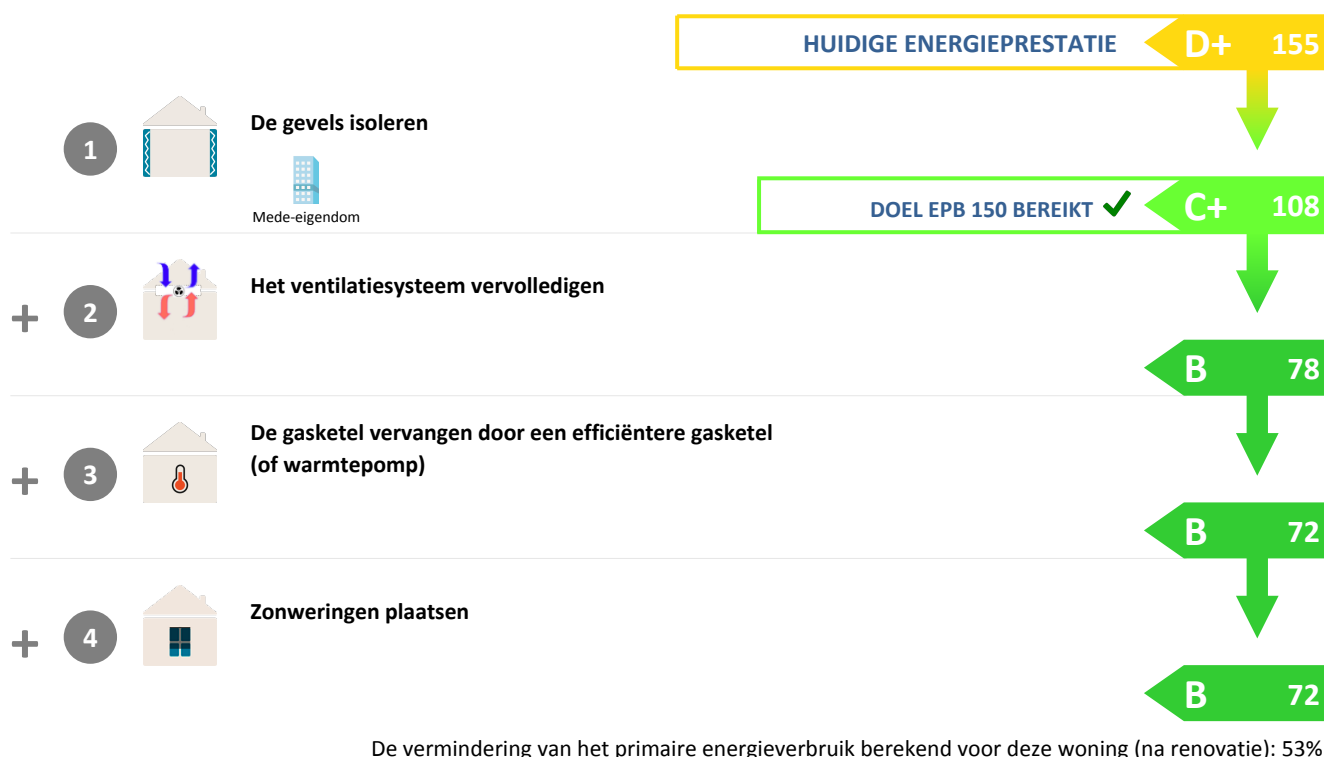 HUIDIGE ENERGIEPRESTATIE D+ 155
1 De gevels isoleren
Mede-eigendom
DOEL EPB 150 BEREIKT C+ 108
+ 2 Het ventilatiesysteem vervolledigen
B 78
+ 3 De gasketel vervangen door een efficiëntere gasketel
(of warmtepomp)
B 72
+ 4 Zonweringen plaatsen
B 72
De vermindering van het primaire energieverbruik berekend voor deze woning (na renovatie): 53%